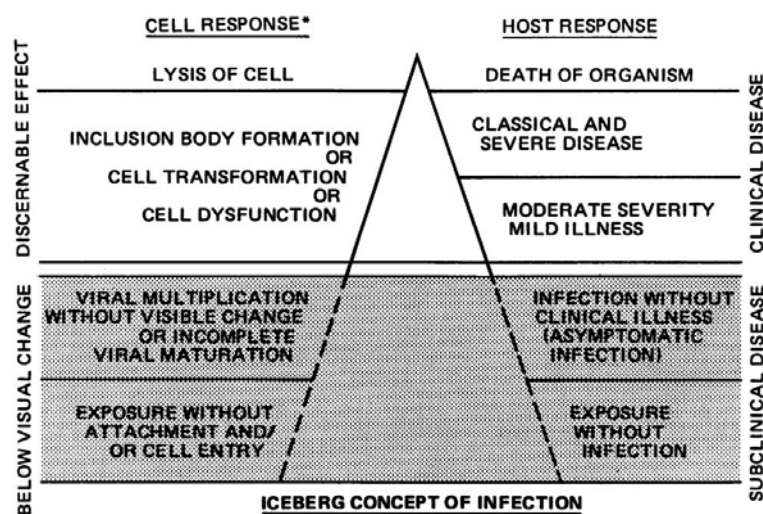 CELL RESPONSE*
HOST RESPONSE
DISCERNABLE EFFECT
LYSIS OF CELL
DEATH OF ORGANISM
INCLUSION BODY FORMATION
OR
CELL TRANSFORMATION
OR
CELL DYSFUNCTION
CLASSICAL AND
SEVERE DISEASE
MODERATE SEVERITY
MILD ILLNESS
CLINICAL DISEASE
BELOW VISUAL CHANGE
VIRAL MULTIPLICATION
WITHOUT VISIBLE CHANGE
OR INCOMPLETE
VIRAL MATURATION
INFECTION WITHOUT
CLINICAL ILLNESS
(ASYMPTOMATIC
INFECTION)
EXPOSURE WITHOUT
ATTACHMENT AND/
OR CELL ENTRY
EXPOSURE
WITHOUT
INFECTION
SUBCLINICAL DISEASE
ICEBERG CONCEPT OF INFECTION